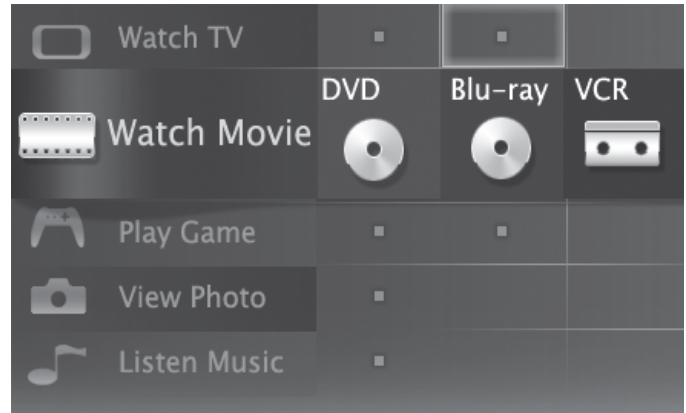 Watch TV
DVD Blu-ray VCR
Watch Movie
Play Game
View Photo
Listen Music